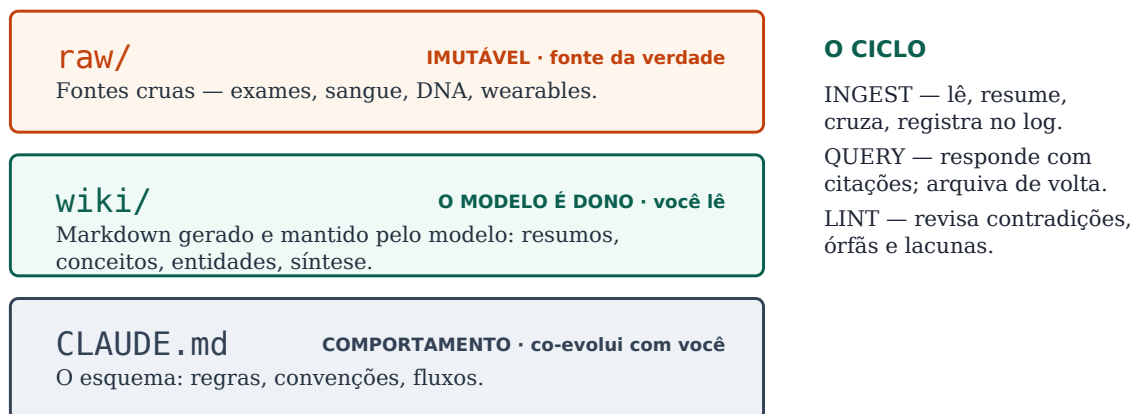 raw/
IMUTÁVEL · fonte da verdade
Fontes cruas — exames, sangue, DNA, wearables.
wiki/
O MODELO É DONO · você lê
Markdown gerado e mantido pelo modelo: resumos,
conceitos, entidades, síntese.
CLAUDE.md
COMPORTAMENTO · co-evolui com você
O esquema: regras, convenções, fluxos.
O CICLO
INGEST — lê, resume,
cruza, registra no log.
QUERY — responde com
citações; arquiva de volta.
LINT — revisa contradições,
órfãs e lacunas.